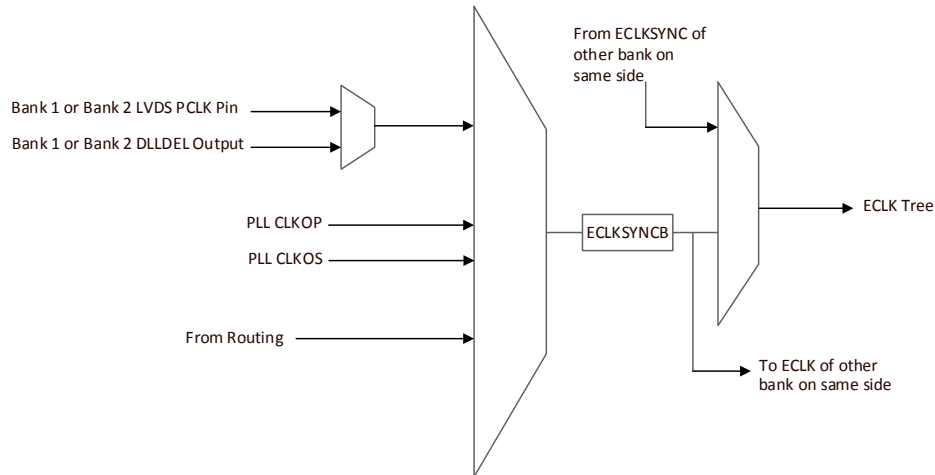 From ECLKSYNC of
other bank on
same side
Bank 1 or Bank 2 LVDS PCLK Pin
Bank 1 or Bank 2 DLLDEL Output
PLL CLKOP
PLL CLKOS
From Routing
ECLKSYNCB
ECLK Tree
To ECLK of other
bank on same side